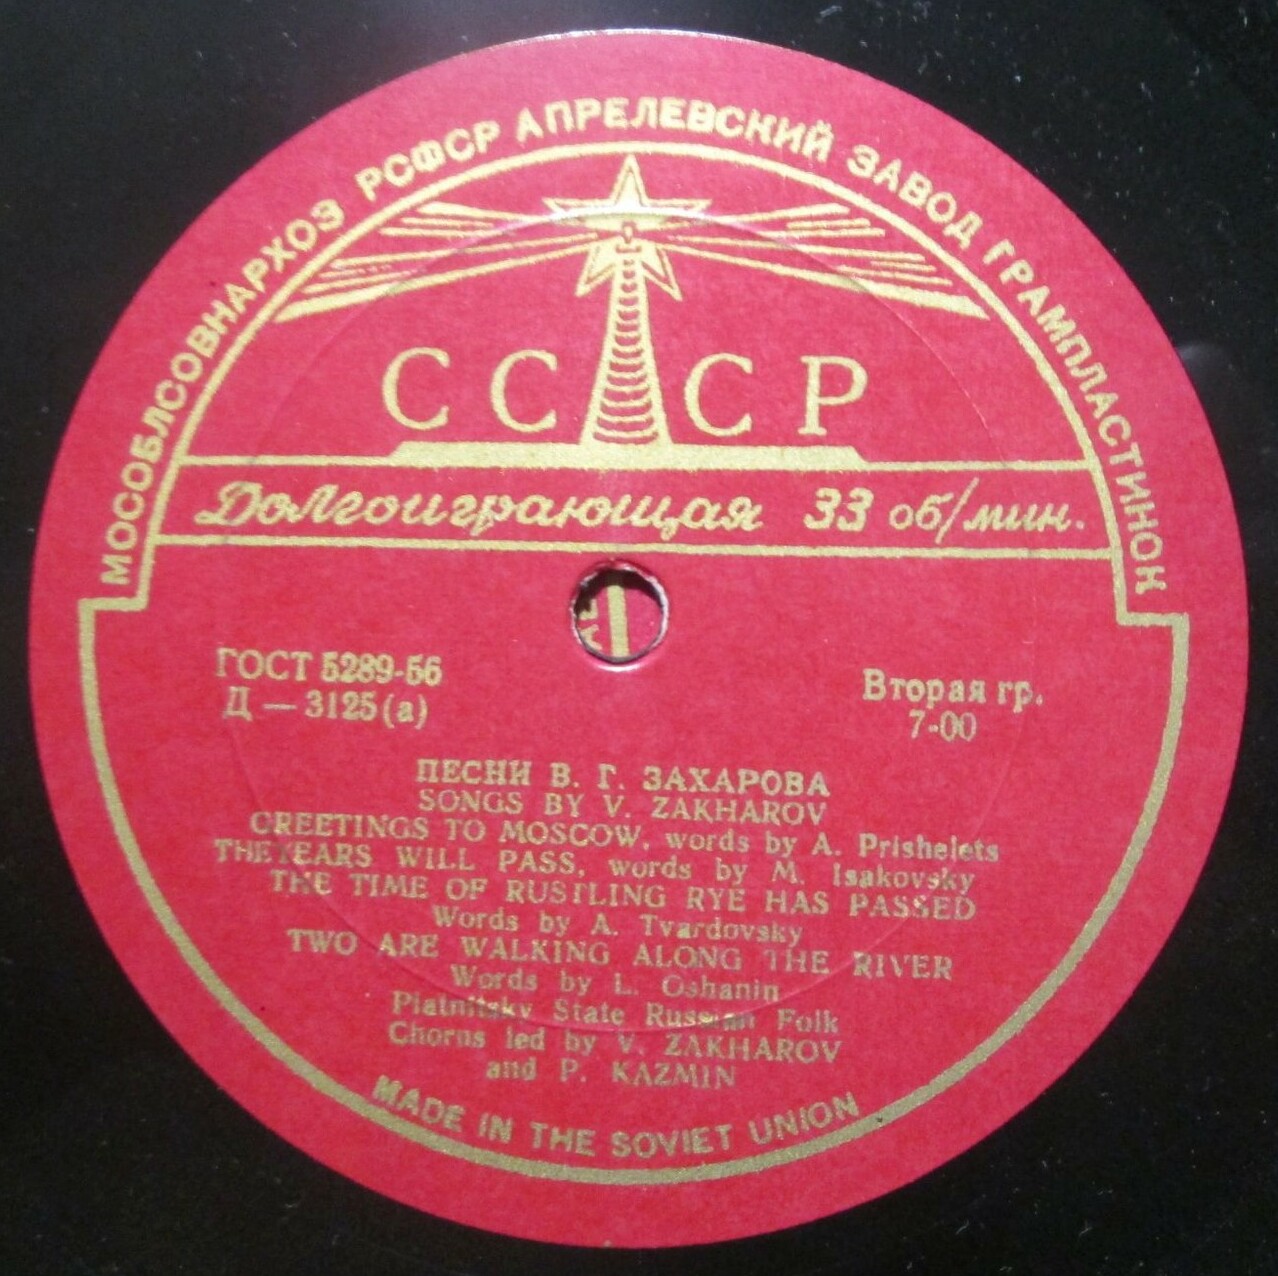 МОСОБЛСОВНАРХОЗ РСФСР АПРЕЛЕВСКИЙ ЗАВОД ГРАМПЛАСТИНОК
СССР
Долгоиграющая 33 об/мин.
ГОСТ 5289-56
Вторая гр.
Д — 3125(а)
7-00
ПЕСНИ В. Г. ЗАХАРОВА
SONGS BY V. ZAKHAROV
GREETINGS TO MOSCOW, words by A. Prishelets
THE YEARS WILL PASS, words by M. Isakovsky
THE TIME OF RUSTLING RYE HAS PASSED
Words by A. Tvardovsky
TWO ARE WALKING ALONG THE RIVER
Words by L. Oshanin
Piatnitsky State Russian Folk
Chorus led by V. ZAKHAROV
and P. KAZMIN
MADE IN THE SOVIET UNION